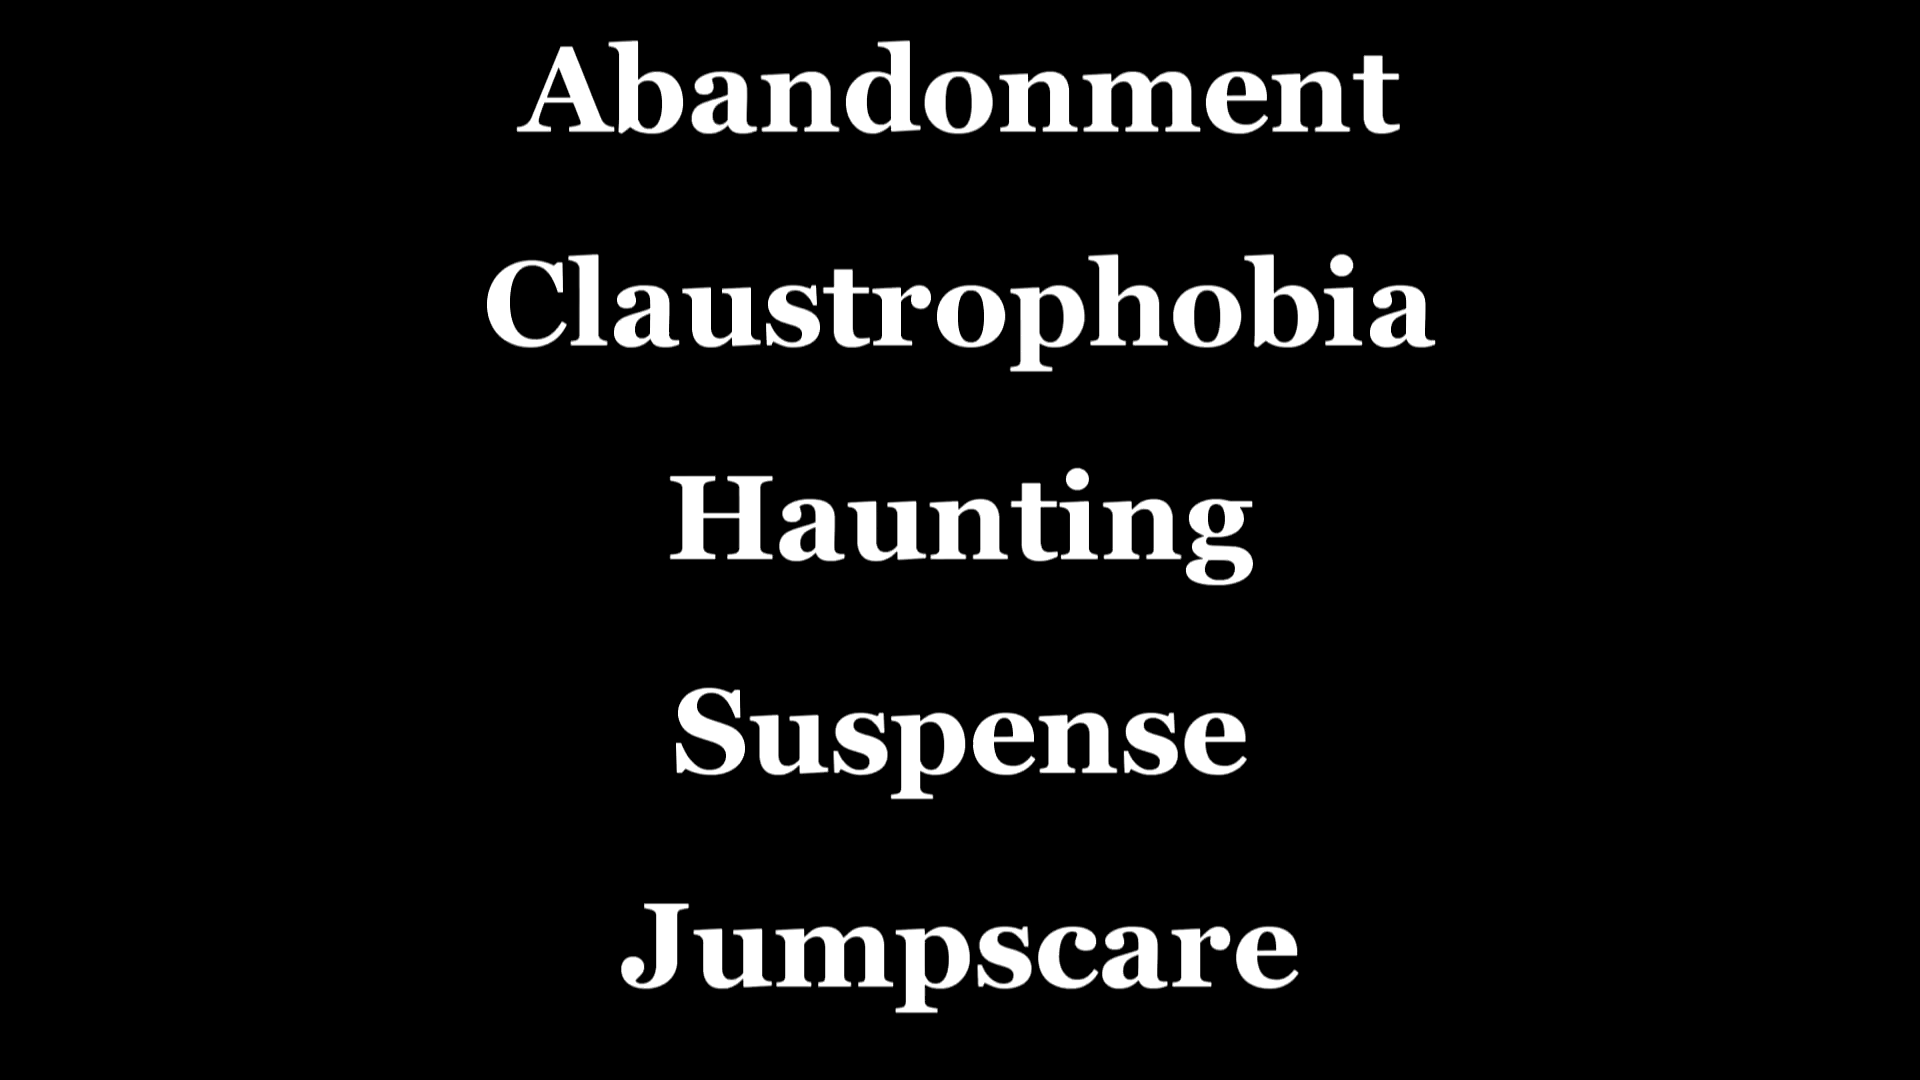 Abandonment
Claustrophobia
Haunting
Suspense
Jumpscare